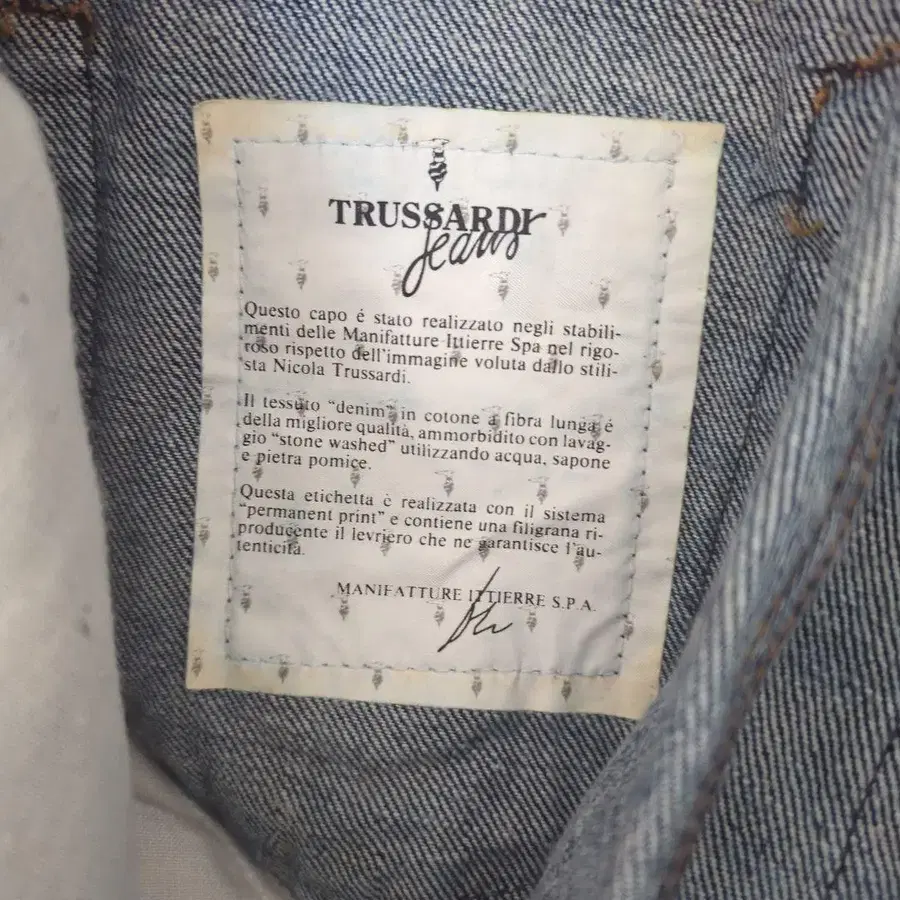 TRUSSARDI
Jeans
Questo capo é stato realizzato negli stabili-
menti delle Manifatture Ittierre Spa nel rigo-
roso rispetto dell'immagine voluta dallo stili-
sta Nicola Trussardi.
Il tessuto "denim" in cotone a fibra lunga é
della migliore qualità, ammorbidito con lavag-
gio "stone washed" utilizzando acqua, sapone
e pietra pomice.
Questa etichetta è realizzata con il sistema
"permanent print" e contiene una filigrana ri-
producente il levriero che ne garantisce l'au-
tenticità.
MANIFATTURE ITTIERRE S.P.A.